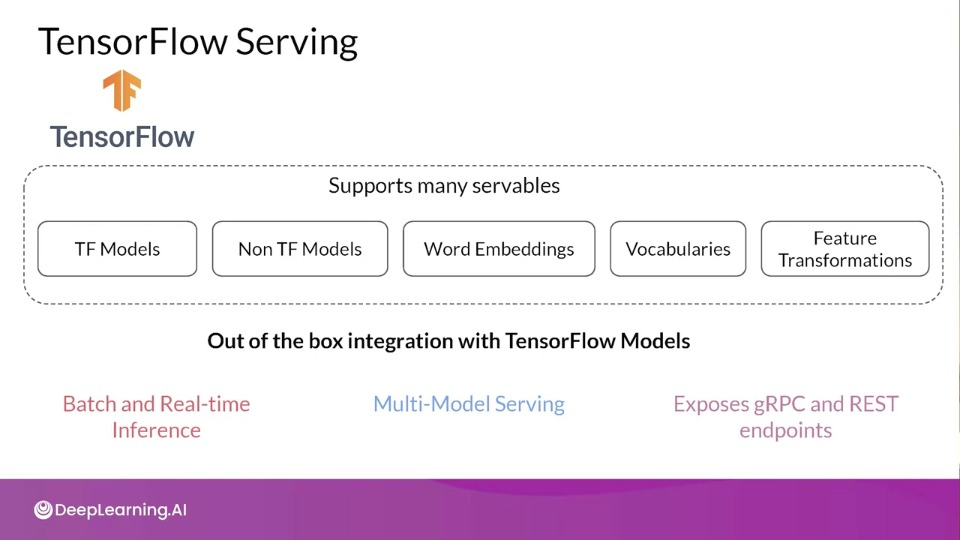 TensorFlow Serving
TensorFlow
Supports many servables
TF Models
Non TF Models
Word Embeddings
Vocabularies
Feature
Transformations
Out of the box integration with TensorFlow Models
Batch and Real-time
Inference
Multi-Model Serving
Exposes gRPC and REST
endpoints
DeepLearning.AI